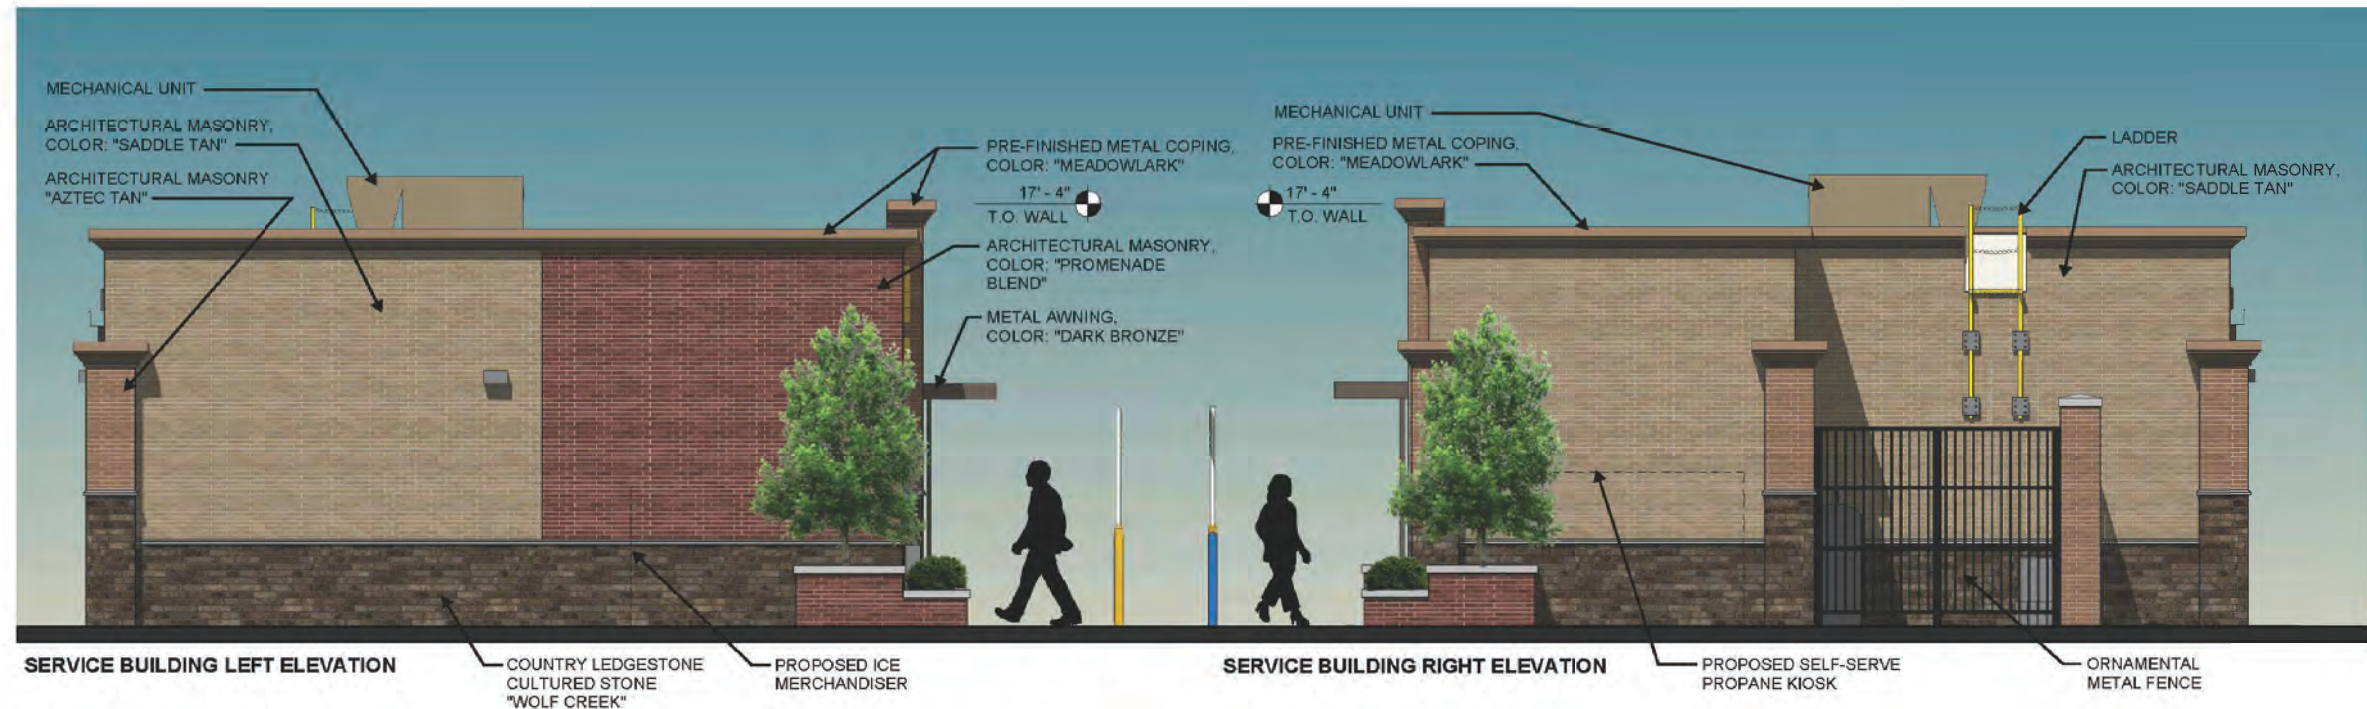 MECHANICAL UNIT
ARCHITECTURAL MASONRY,
COLOR: "SADDLE TAN"
ARCHITECTURAL MASONRY
"AZTEC TAN"
PRE-FINISHED METAL COPING,
COLOR: "MEADOWLARK"
17' - 4"
T.O. WALL
ARCHITECTURAL MASONRY,
COLOR: "PROMENADE
BLEND"
METAL AWNING,
COLOR: "DARK BRONZE"
MECHANICAL UNIT
PRE-FINISHED METAL COPING,
COLOR: "MEADOWLARK"
17' - 4"
T.O. WALL
LADDER
ARCHITECTURAL MASONRY,
COLOR: "SADDLE TAN"
SERVICE BUILDING LEFT ELEVATION
COUNTRY LEDGESTONE
CULTURED STONE
"WOLF CREEK"
PROPOSED ICE
MERCHANDISER
SERVICE BUILDING RIGHT ELEVATION
PROPOSED SELF-SERVE
PROPANE KIOSK
ORNAMENTAL
METAL FENCE